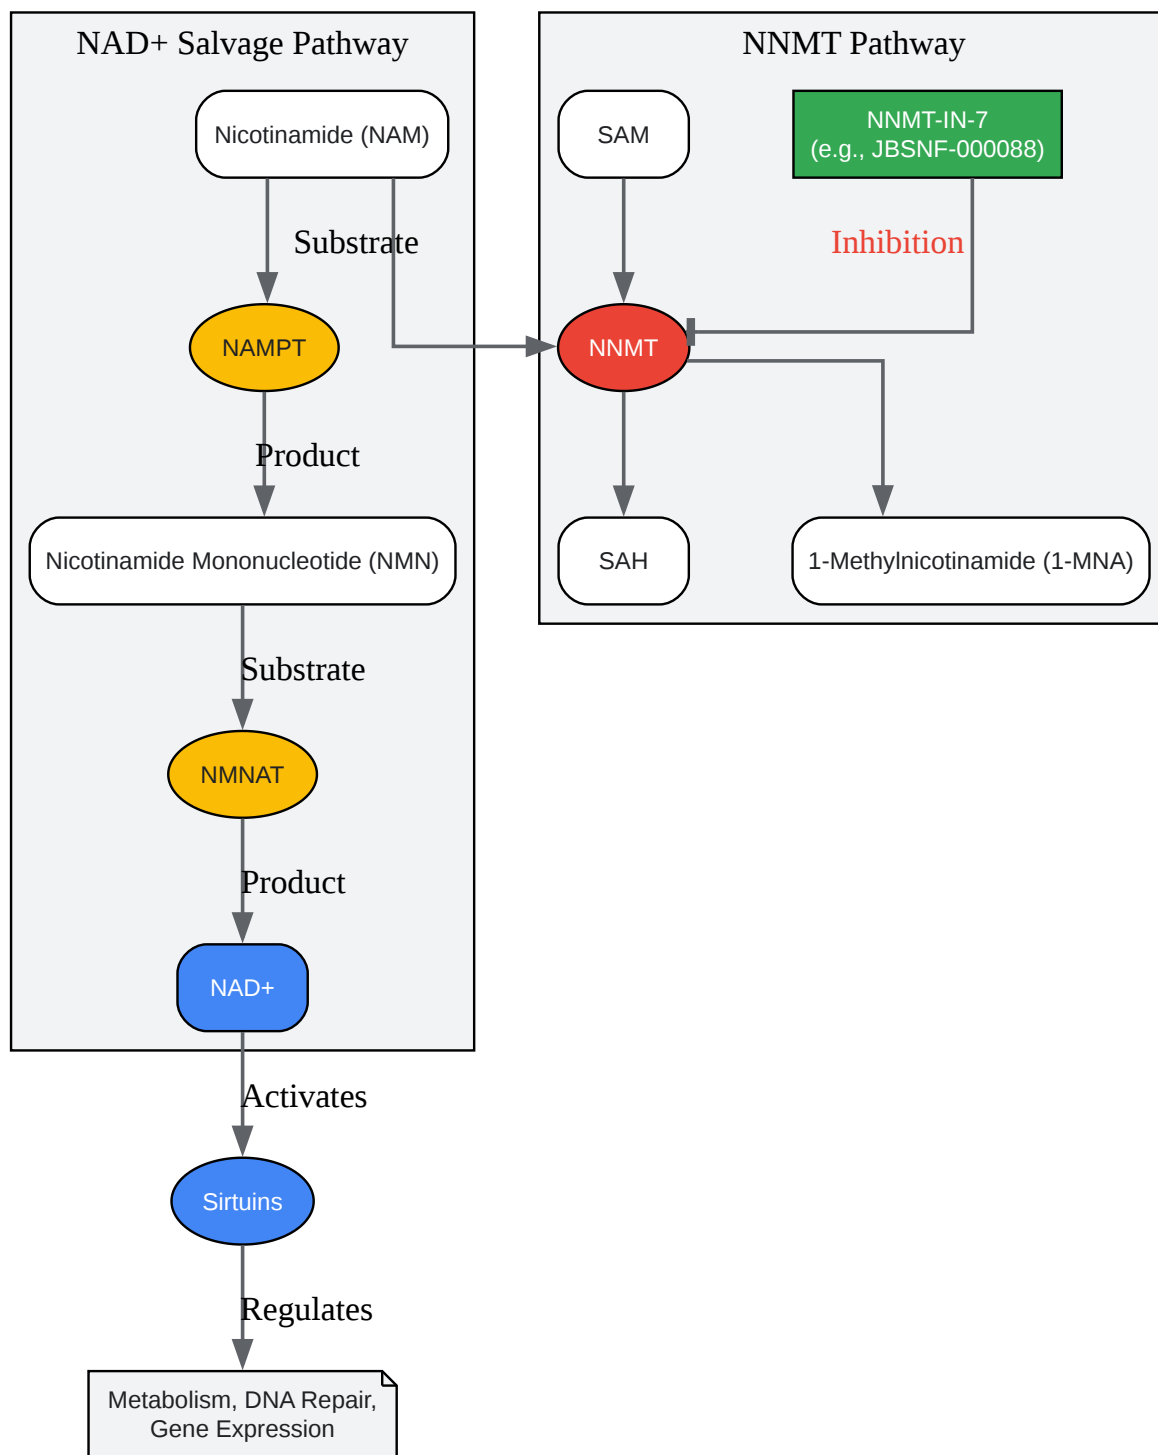 NAD+ Salvage Pathway
NNMT Pathway
Nicotinamide (NAM)
SAM
NNMT-IN-7
(e.g., JBSNF-000088)
Substrate
Inhibition
NAMPT
NNMT
Product
Nicotinamide Mononucleotide (NMN)
SAH
1-Methylnicotinamide (1-MNA)
Substrate
NMNAT
Product
NAD+
Activates
Sirtuins
Regulates
Metabolism, DNA Repair,
Gene Expression